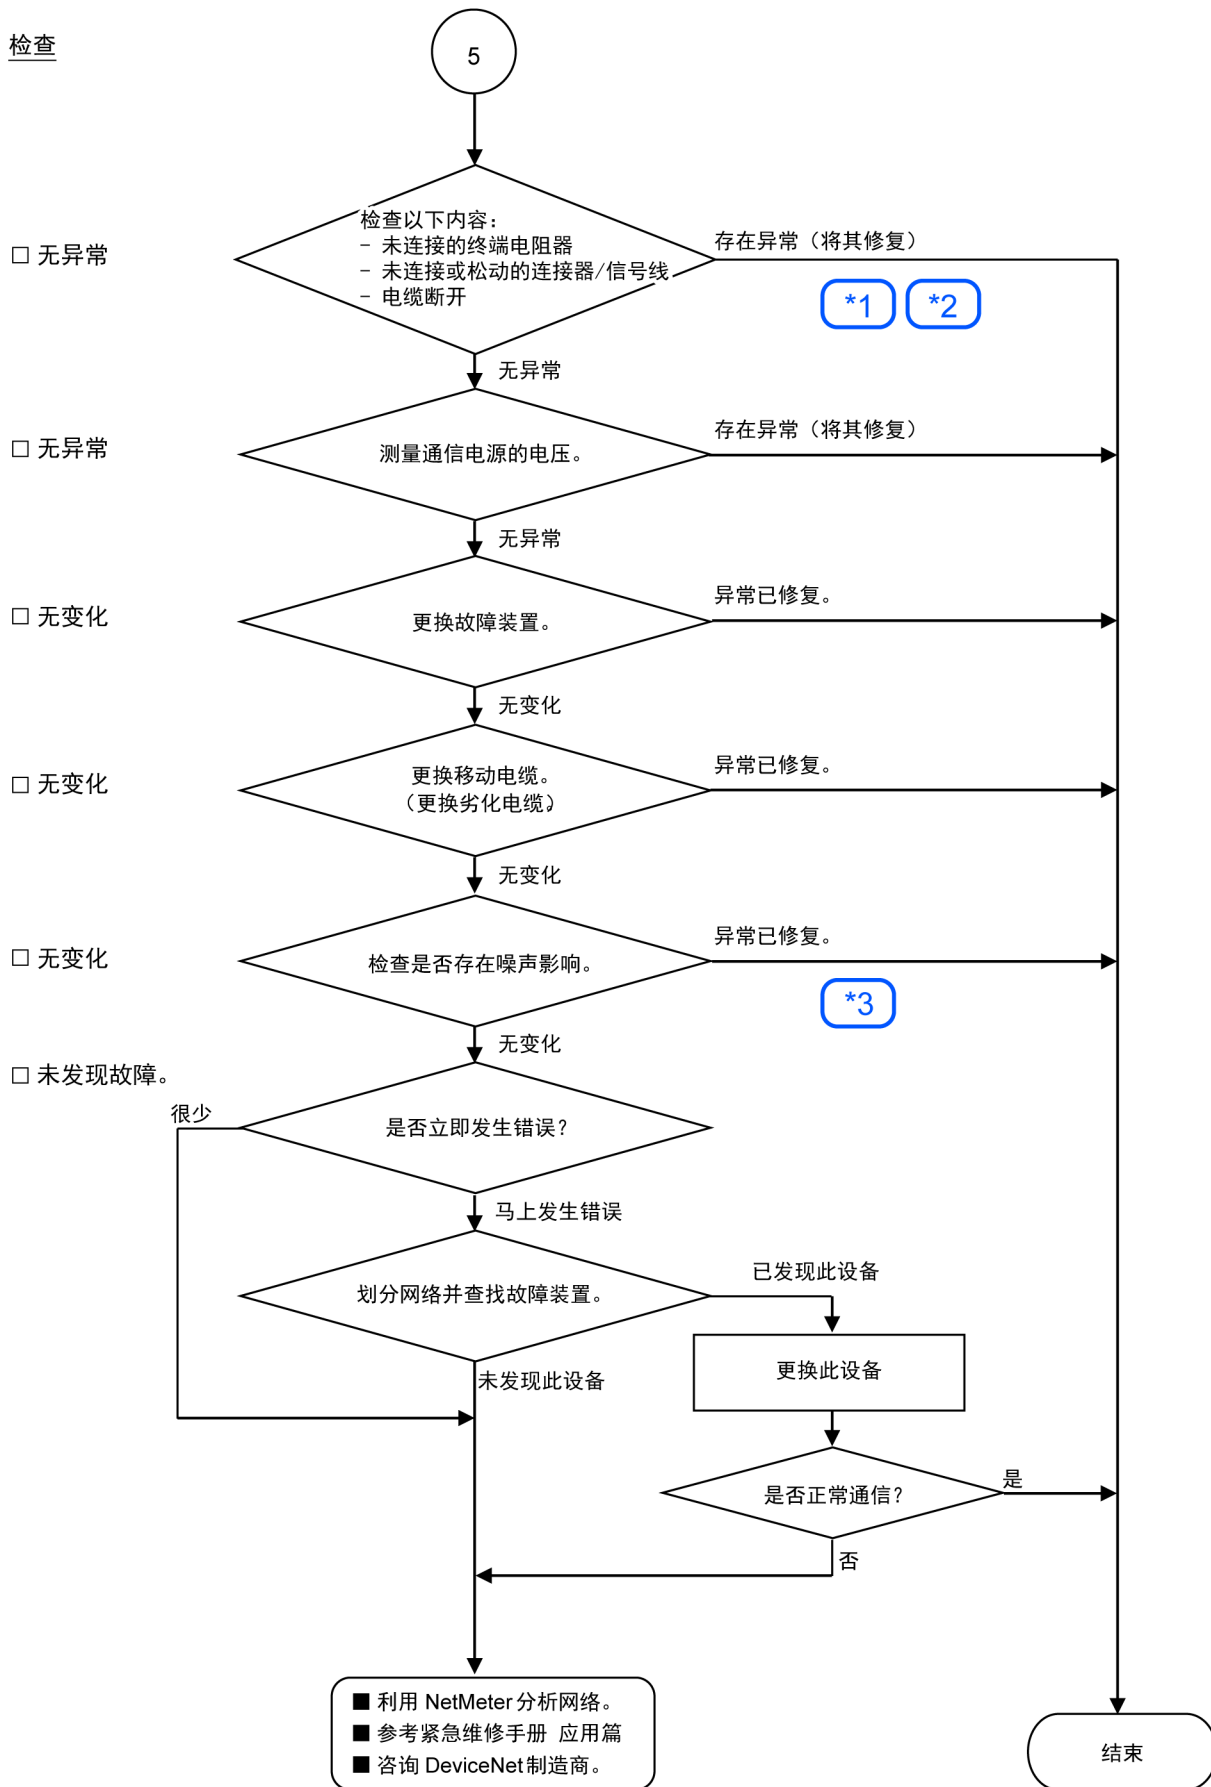 检查
5
检查以下内容：
- 未连接的终端电阻器
- 未连接或松动的连接器/信号线
- 电缆断开
□ 无异常
存在异常（将其修复）
*1 *2
无异常
□ 无异常
测量通信电源的电压。
存在异常（将其修复）
无异常
□ 无变化
更换故障装置。
异常已修复。
无变化
□ 无变化
更换移动电缆。
（更换劣化电缆）
异常已修复。
无变化
□ 无变化
检查是否存在噪声影响。
异常已修复。
*3
无变化
□ 未发现故障。
很少
是否立即发生错误？
马上发生错误
划分网络并查找故障装置。
已发现此设备
更换此设备
未发现此设备
是否正常通信？
是
否
■ 利用 NetMeter 分析网络。
■ 参考紧急维修手册 应用篇
■ 咨询 DeviceNet 制造商。
结束